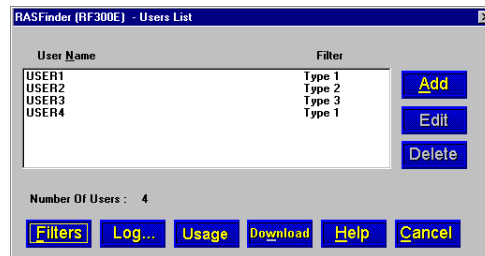 RASFinder (RF300E) - Users List
User Name Filter
USER1 Type 1
USER2 Type 2
USER3 Type 3
USER4 Type 1
Add
Edit
Delete
Number Of Users : 4
Filters Log... Usage Download Help Cancel